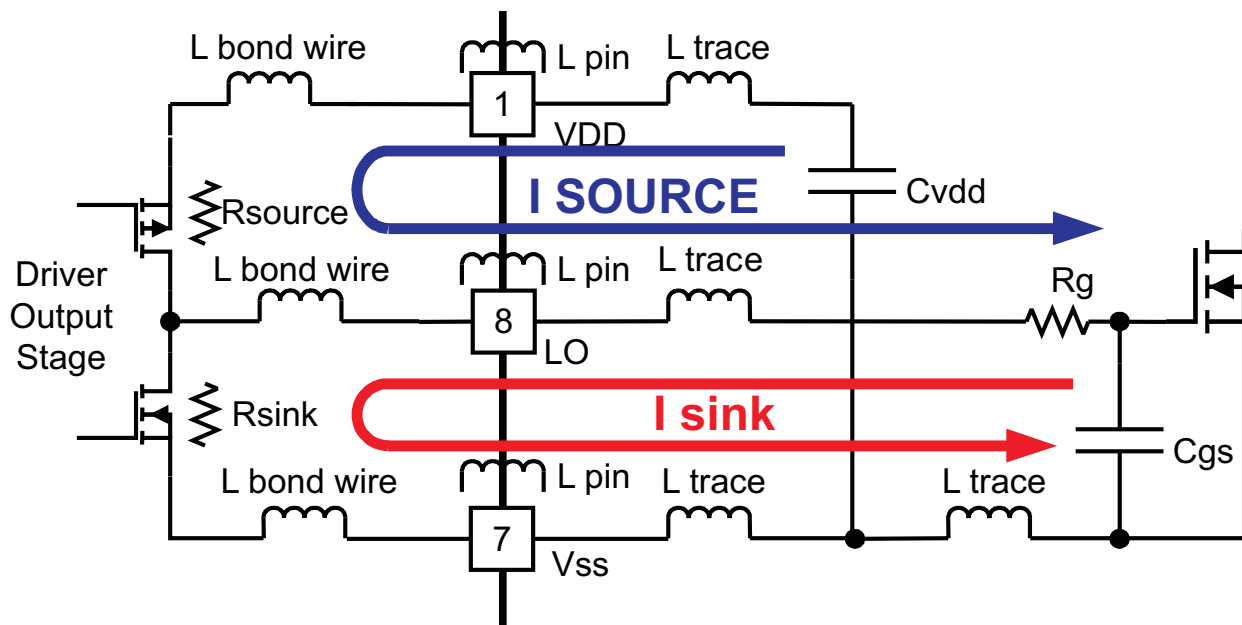 L bond wire
L pin
L trace
1
VDD
I SOURCE
Cvdd
Rsource
L bond wire
L pin
L trace
Rg
Driver
Output
Stage
8
LO
I sink
Rsink
Cgs
L bond wire
L pin
L trace
L trace
7
Vss